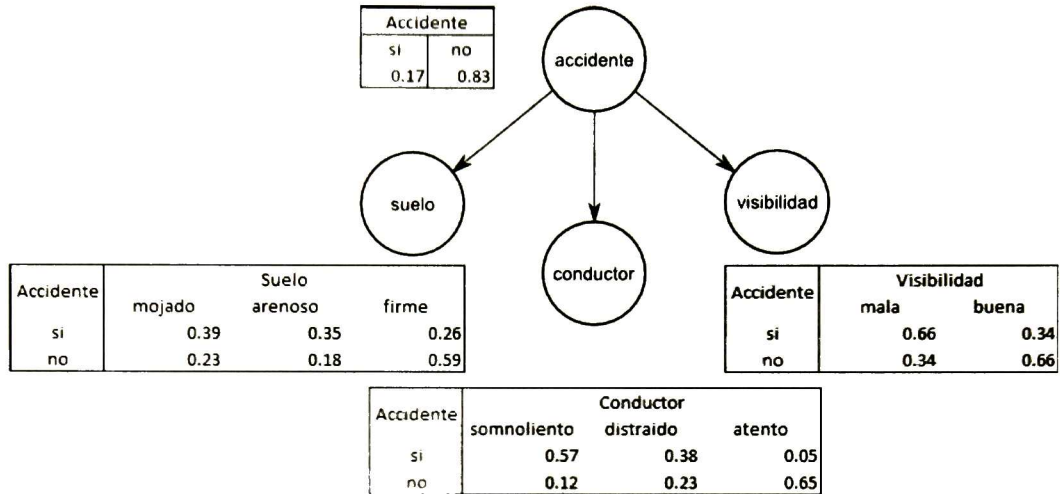 Accidente
si no
0.17 0.83
accidente
suelo
conductor
visibilidad
Accidente Suelo
mojado arenoso firme
si 0.39 0.35 0.26
no 0.23 0.18 0.59
Accidente Visibilidad
mala buena
si 0.66 0.34
no 0.34 0.66
Accidente Conductor
somnoliento distraido atento
si 0.57 0.38 0.05
no 0.12 0.23 0.65